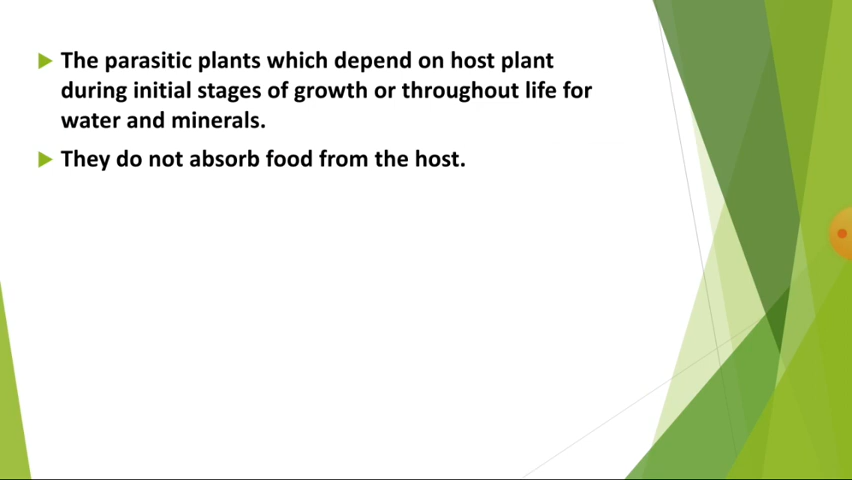 The parasitic plants which depend on host plant
during initial stages of growth or throughout life for
water and minerals.
They do not absorb food from the host.